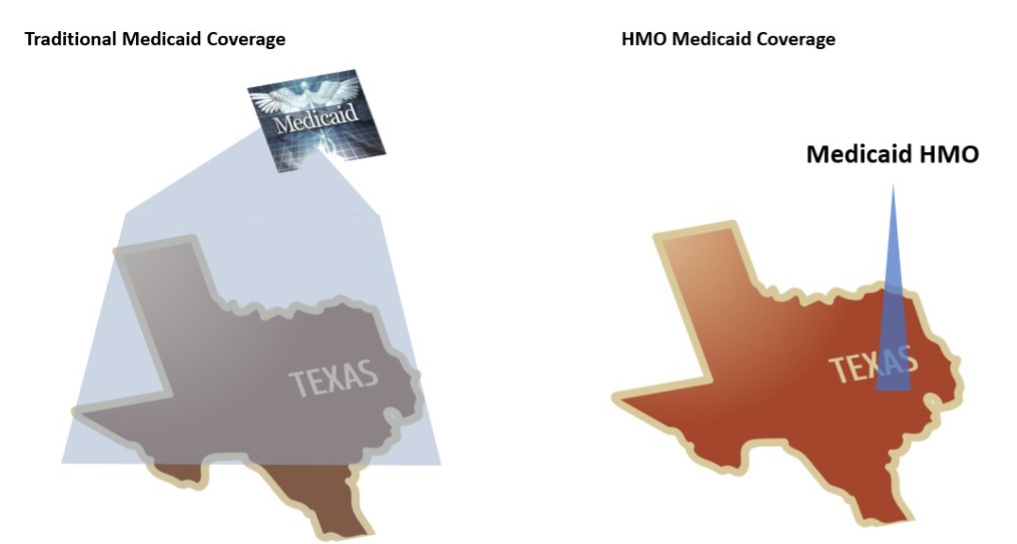 Traditional Medicaid Coverage
HMO Medicaid Coverage
Medicaid
Medicaid HMO
TEXAS
TEXAS